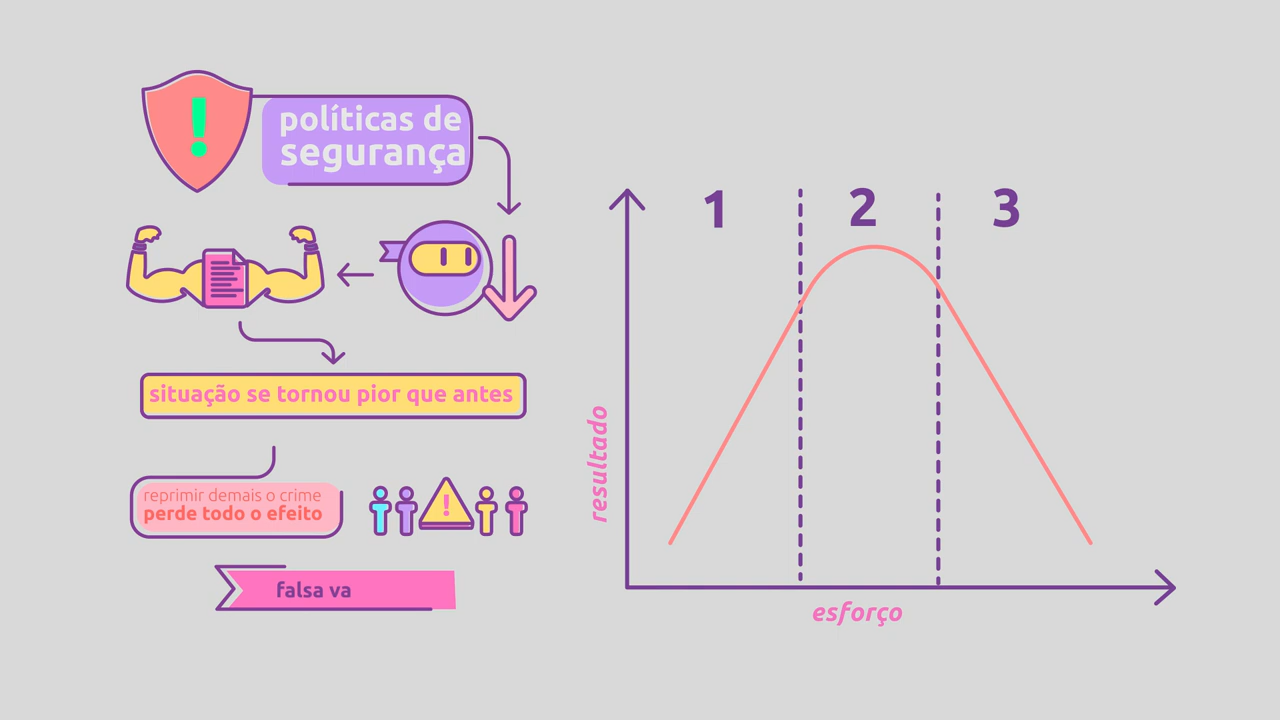 !
políticas de
segurança
situação se tornou pior que antes
reprimir demais o crime
perde todo o efeito
!
falsa va
1
2
3
resultado
esforço